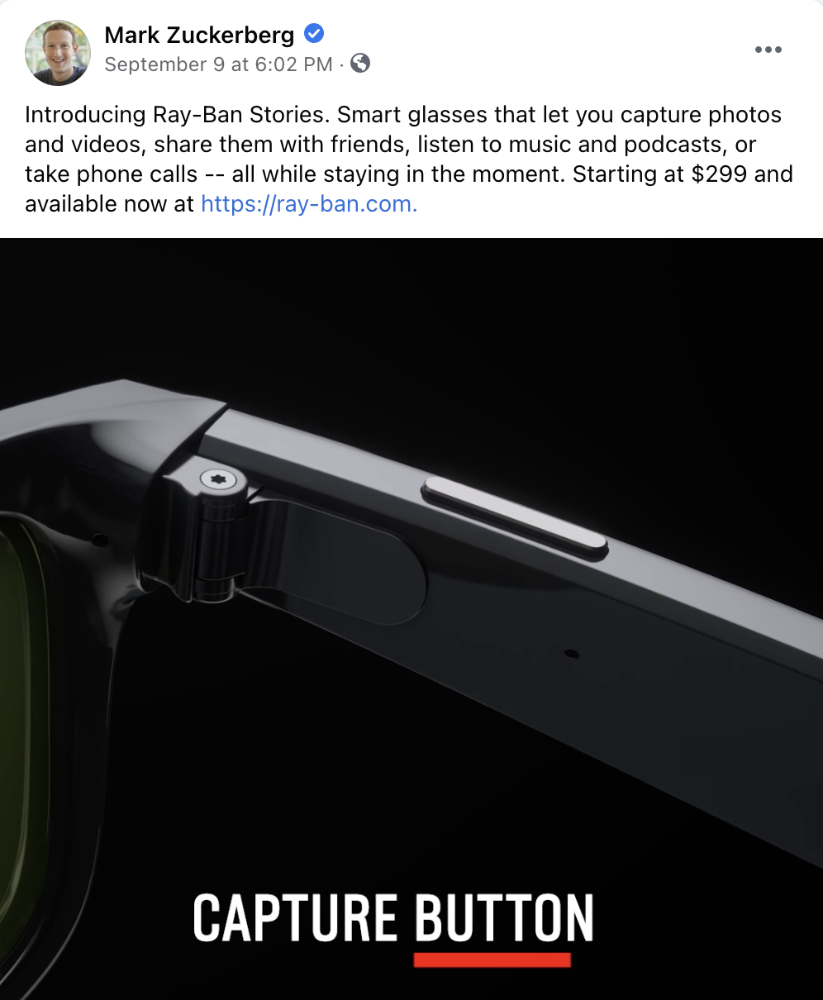 Mark Zuckerberg
September 9 at 6:02 PM ·
Introducing Ray-Ban Stories. Smart glasses that let you capture photos
and videos, share them with friends, listen to music and podcasts, or
take phone calls -- all while staying in the moment. Starting at $299 and
available now at https://ray-ban.com.
CAPTURE BUTTON